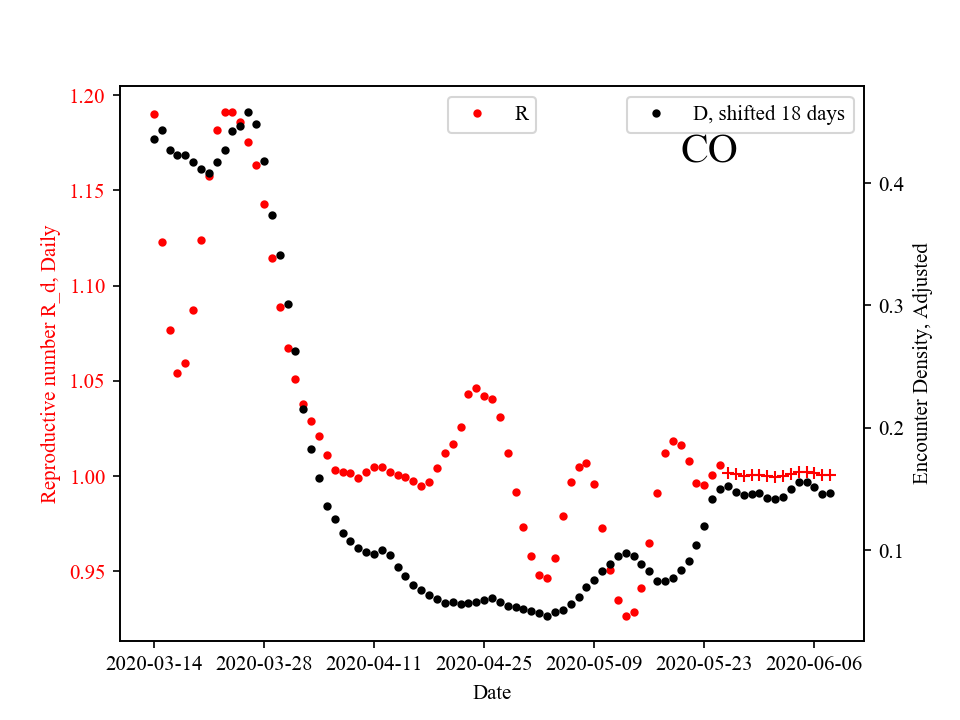 R
D, shifted 18 days
CO
Reproductive number R_d, Daily
1.20
1.15
1.10
1.05
1.00
0.95
0.4
0.3
0.2
0.1
Encounter Density, Adjusted
2020-03-14 2020-03-28 2020-04-11 2020-04-25 2020-05-09 2020-05-23 2020-06-06
Date